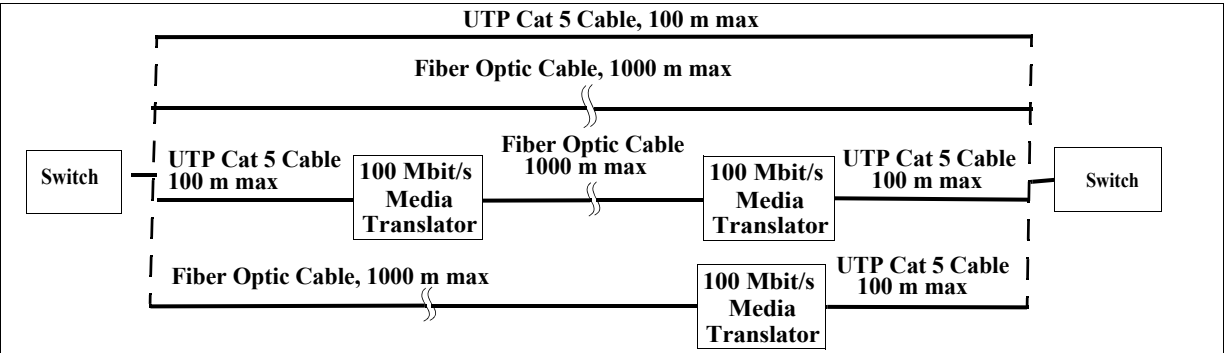 UTP Cat 5 Cable, 100 m max
Fiber Optic Cable, 1000 m max
Switch
UTP Cat 5 Cable
100 m max
100 Mbit/s
Media
Translator
Fiber Optic Cable
1000 m max
100 Mbit/s
Media
Translator
UTP Cat 5 Cable
100 m max
Switch
Fiber Optic Cable, 1000 m max
100 Mbit/s
Media
Translator
UTP Cat 5 Cable
100 m max